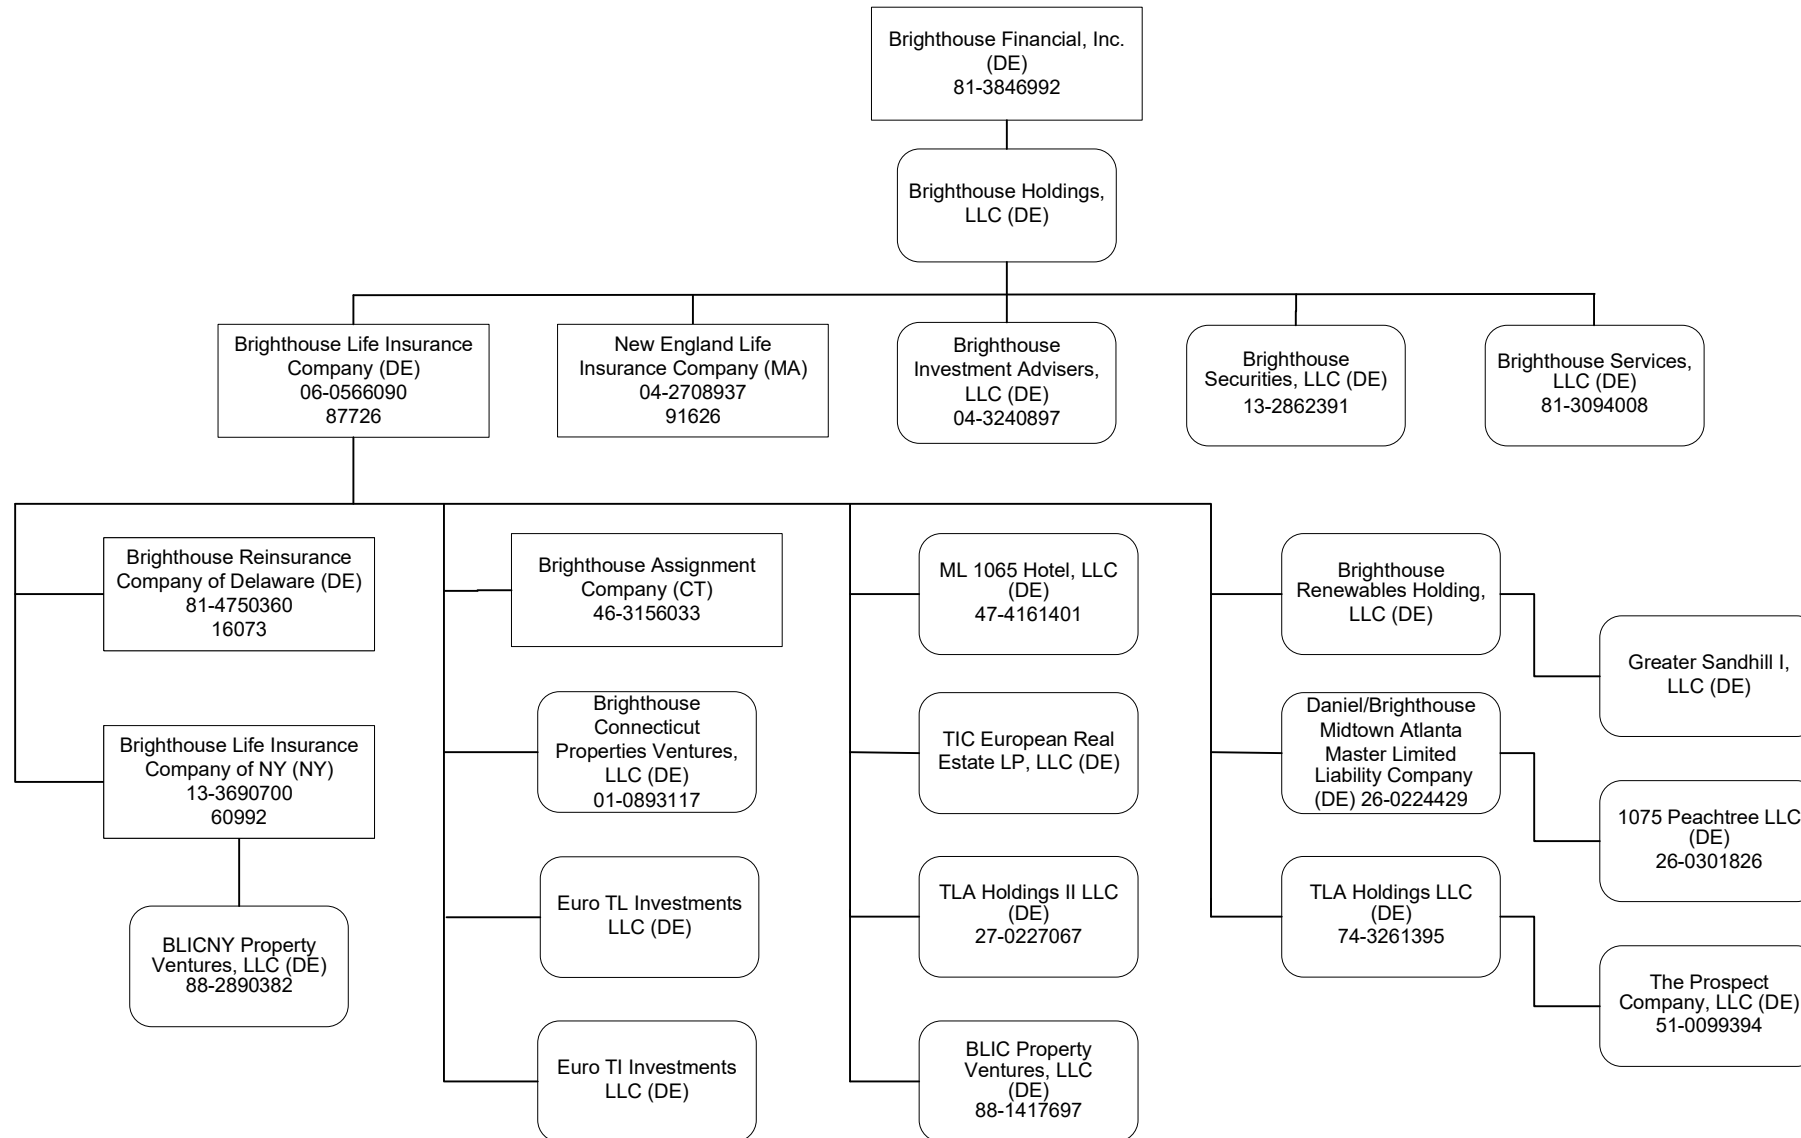 Brighthouse Financial, Inc.
(DE)
81-3846992
Brighthouse Holdings,
LLC (DE)
Brighthouse Life Insurance
Company (DE)
06-0566090
87726
New England Life
Insurance Company (MA)
04-2708937
91626
Brighthouse
Investment Advisers,
LLC (DE)
04-3240897
Brighthouse
Securities, LLC (DE)
13-2862391
Brighthouse Services,
LLC (DE)
81-3094008
Brighthouse Reinsurance
Company of Delaware (DE)
81-4750360
16073
Brighthouse Assignment
Company (CT)
46-3156033
ML 1065 Hotel, LLC
(DE)
47-4161401
Brighthouse
Renewables Holding,
LLC (DE)
Greater Sandhill I,
LLC (DE)
Brighthouse Life Insurance
Company of NY (NY)
13-3690700
60992
Brighthouse
Connecticut
Properties Ventures,
LLC (DE)
01-0893117
TIC European Real
Estate LP, LLC (DE)
Daniel/Brighthouse
Midtown Atlanta
Master Limited
Liability Company
(DE) 26-0224429
1075 Peachtree LLC
(DE)
26-0301826
BLICNY Property
Ventures, LLC (DE)
88-2890382
Euro TL Investments
LLC (DE)
TLA Holdings II LLC
(DE)
27-0227067
TLA Holdings LLC
(DE)
74-3261395
The Prospect
Company, LLC (DE)
51-0099394
Euro TI Investments
LLC (DE)
BLIC Property
Ventures, LLC
(DE)
88-1417697